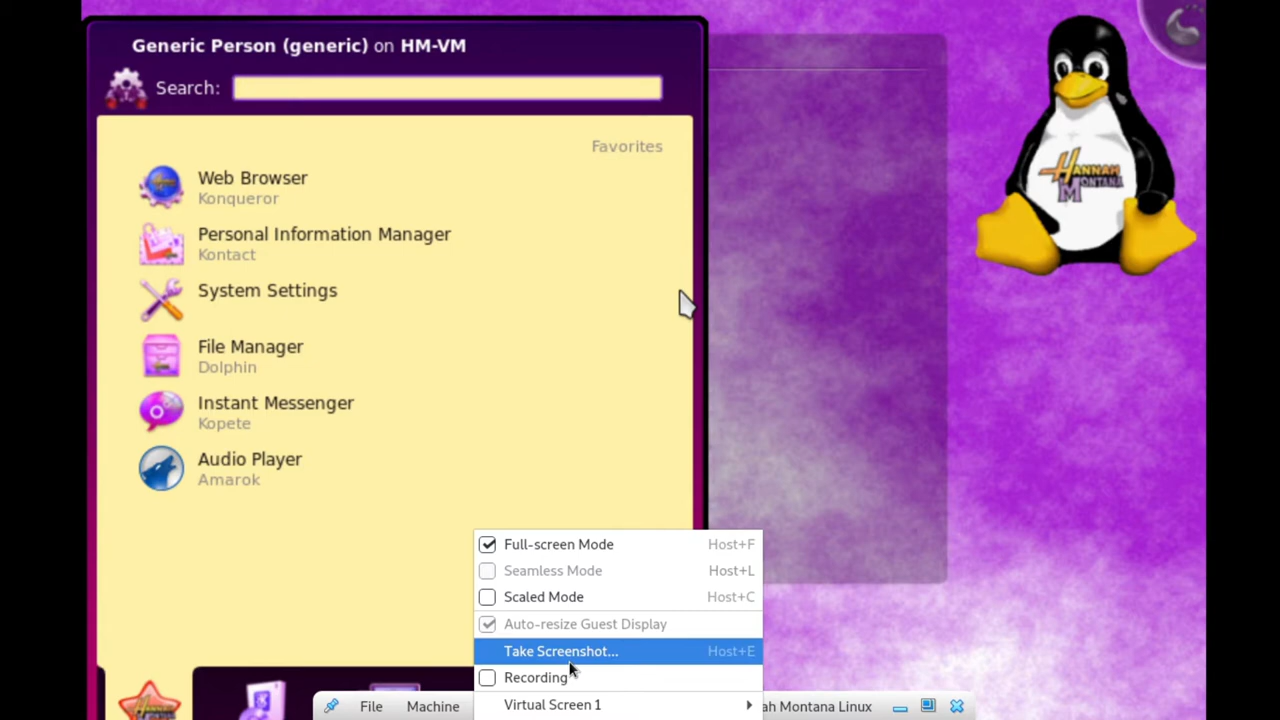 Generic Person (generic) on HM-VM
Search:
Favorites
Web Browser
Konqueror
Personal Information Manager
Kontact
System Settings
File Manager
Dolphin
Instant Messenger
Kopete
Audio Player
Amarok
HANNAH
MONTANA
Full-screen Mode Host+F
Seamless Mode Host+L
Scaled Mode Host+C
Auto-resize Guest Display
Take Screenshot... Host+E
Recording
Virtual Screen 1
File Machine
Montana Linux